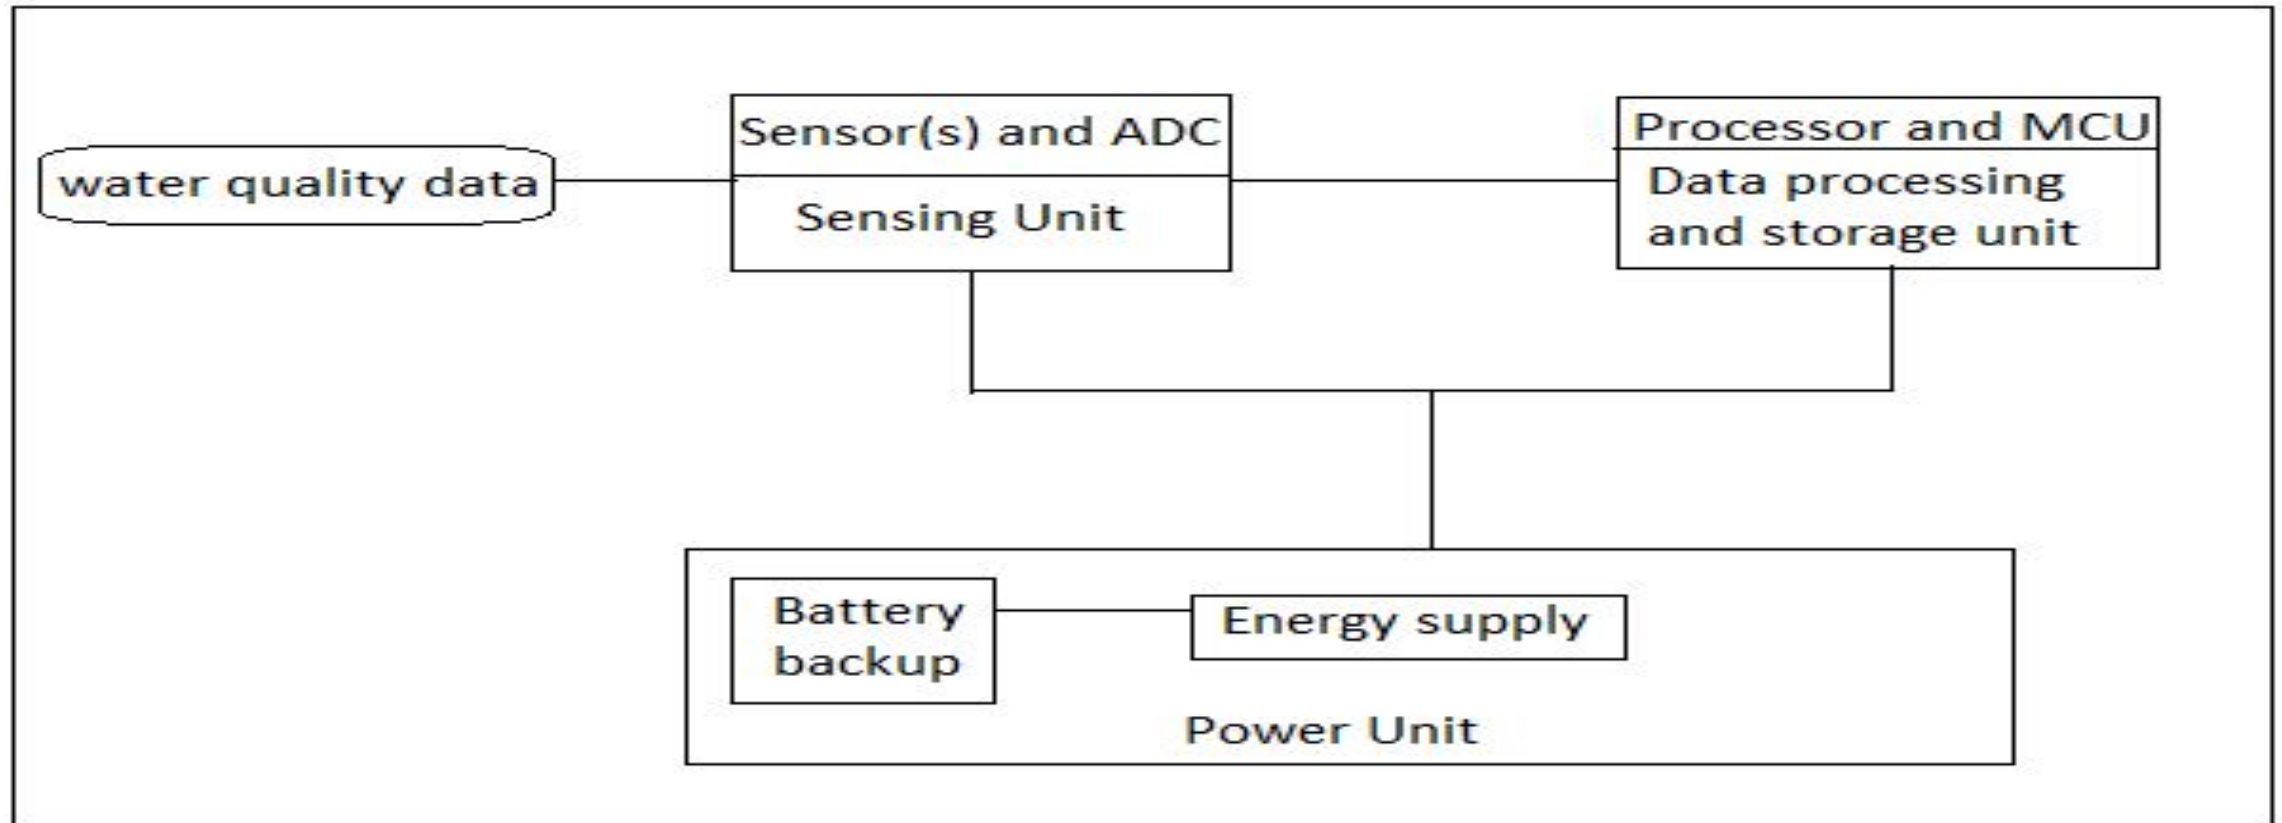 water quality data
Sensor(s) and ADC
Sensing Unit
Processor and MCU
Data processing
and storage unit
Battery
backup
Energy supply
Power Unit